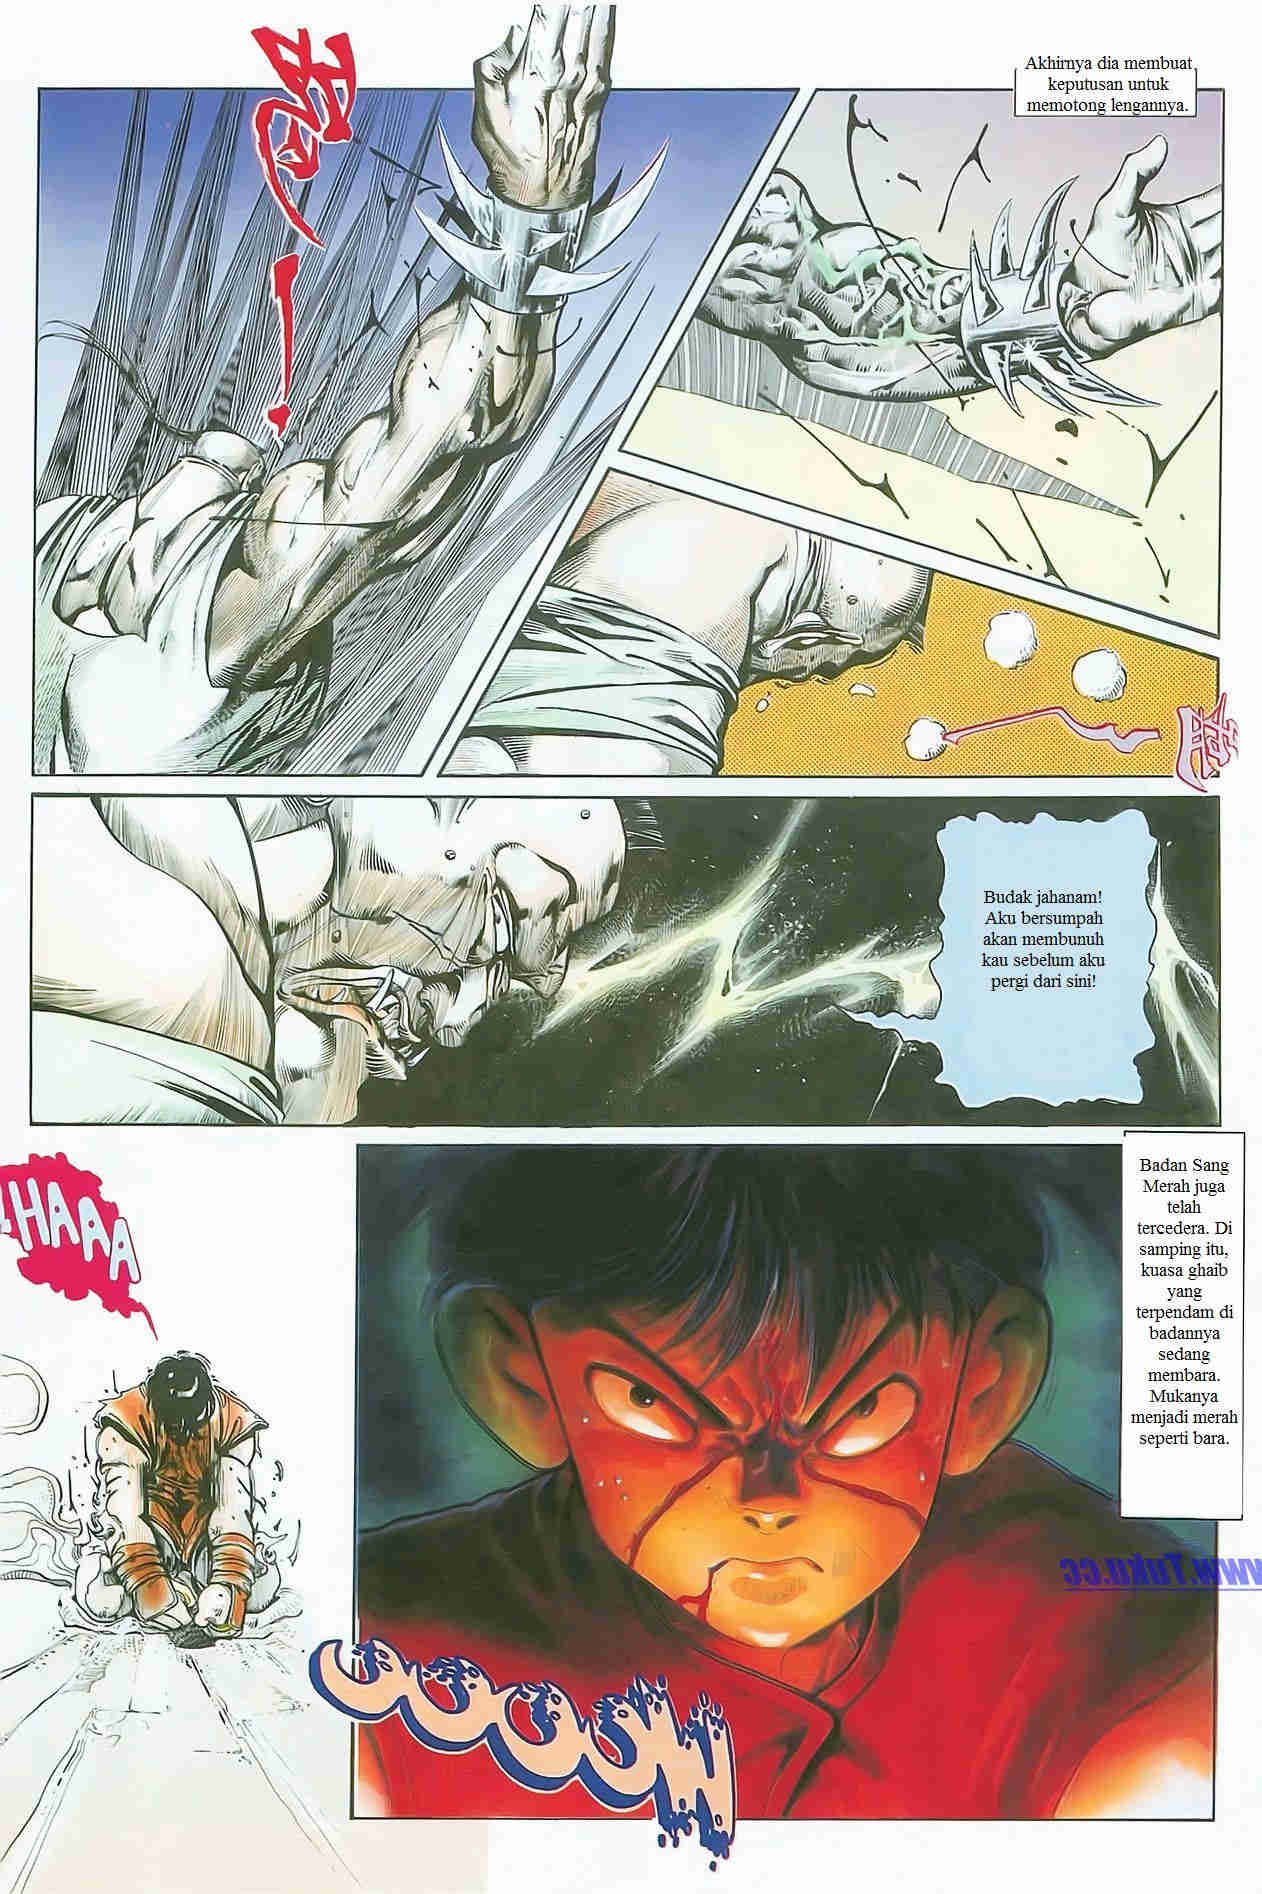 Akhirnya dia membuat
keputusan untuk
memotong lengannya.
Budak jahanam!
Aku bersumpah
akan membunuh
kau sebelum aku
pergi dari sini!
HAAA
Badan Sang
Merah juga
telah
tercedera. Di
samping itu,
kuasa ghaib
yang
terpendam di
badannya
sedang
membara.
Mukanya
menjadi merah
seperti bara.
www.Tuku.cc